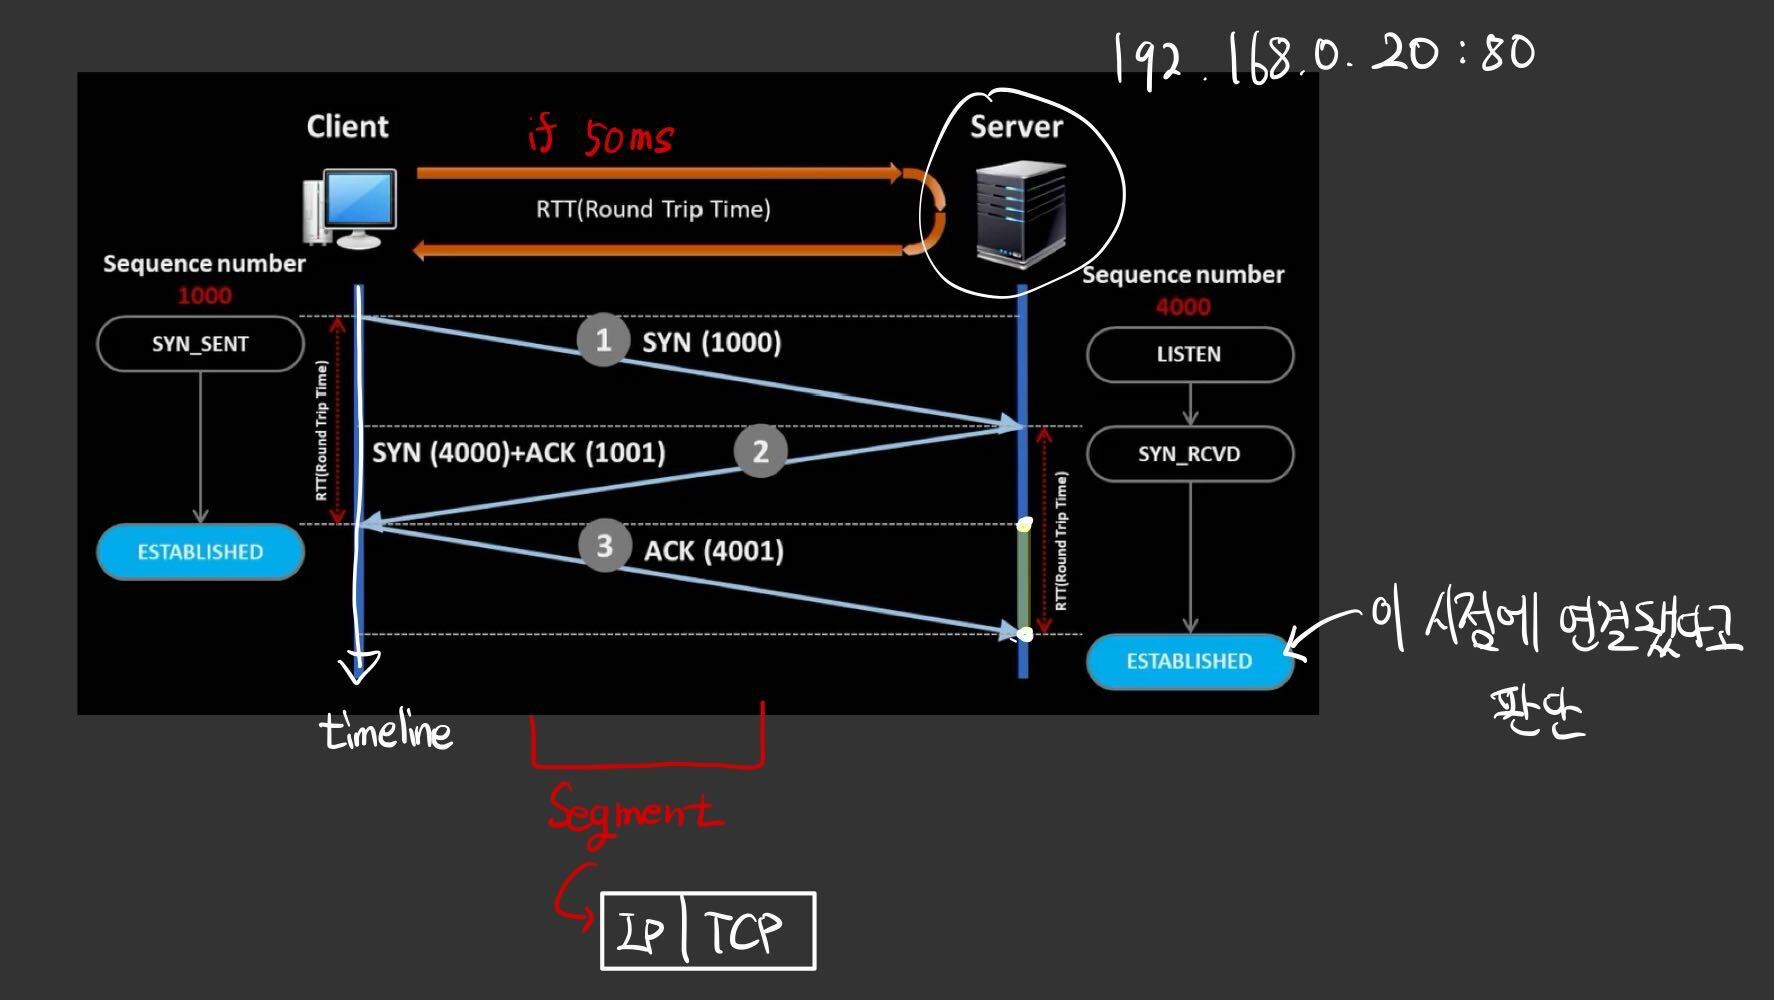 192.168.0.20:80
Client
if 50ms
Server
RTT(Round Trip Time)
Sequence number
1000
Sequence number
4000
SYN_SENT
1
SYN (1000)
LISTEN
RTT(Round Trip Time)
SYN (4000)+ACK (1001)
2
SYN_RCVD
RTT(Round Trip Time)
ESTABLISHED
3
ACK (4001)
이 시점에 연결됐다고
판단
ESTABLISHED
timeline
Segment
IP
TCP